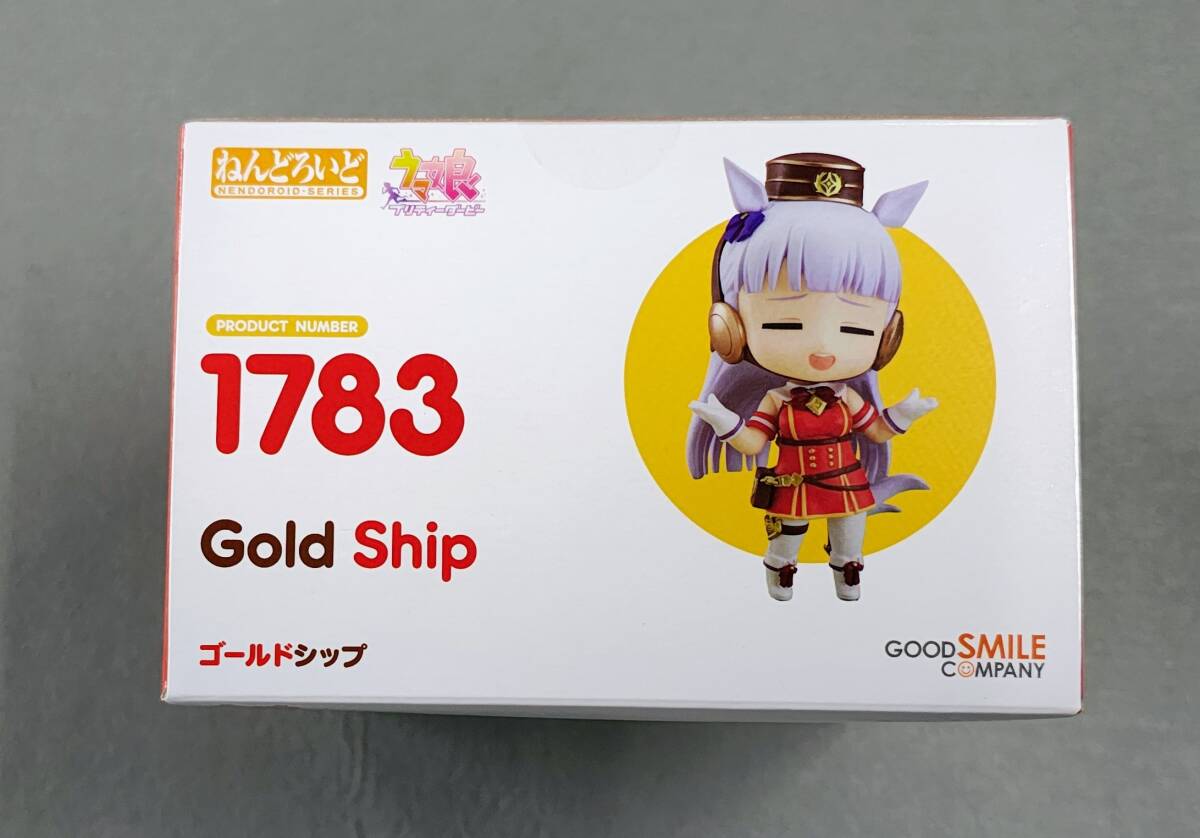 ねんどろいど
NENDOROID-SERIES
ウマ娘
プリティーダービー
PRODUCT NUMBER
1783
Gold Ship
ゴールドシップ
GOOD SMILE
COMPANY